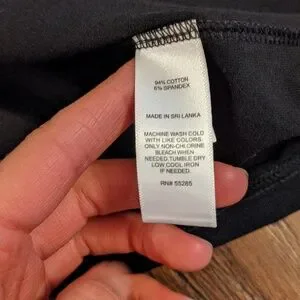 94% COTTON
6% SPANDEX
MADE IN SRI LANKA
MACHINE WASH COLD
WITH LIKE COLORS.
ONLY NON-CHLORINE
BLEACH WHEN
NEEDED.TUMBLE DRY
LOW.COOL IRON
IF NEEDED.
RN# 55285